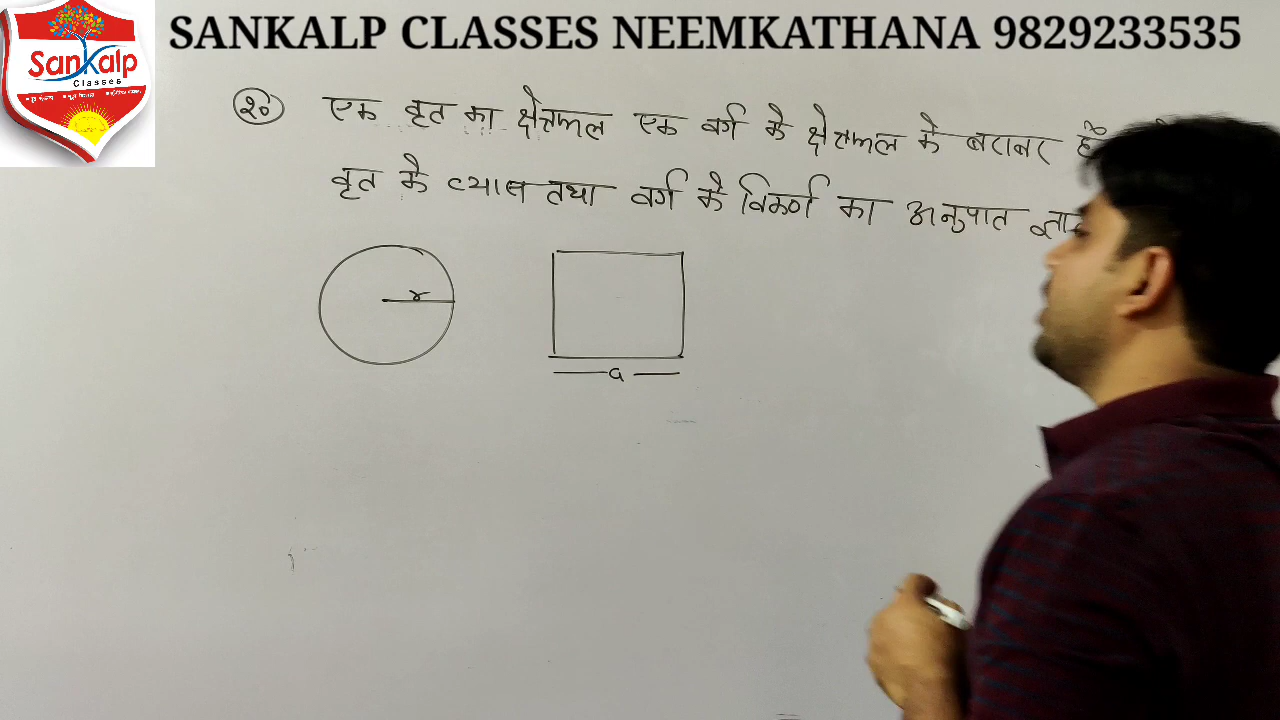 SANKALP CLASSES NEEMKATHANA 9829233535
Sankalp
Classes
२० एक वृत का क्षेत्रफल एक वर्ग के क्षेत्रफल के बराबर है
वृत के व्यास तथा वर्ग के विकर्ण का अनुपात
r
a